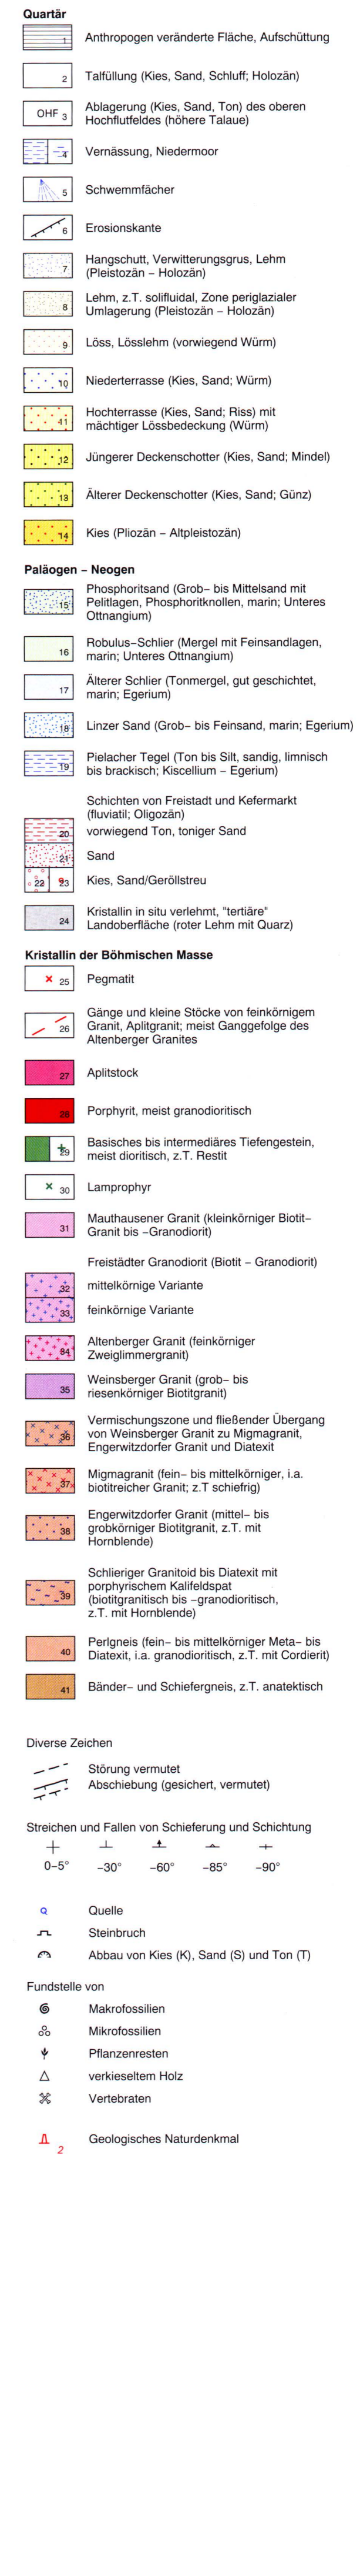 Quartär
1 Anthropogen veränderte Fläche, Aufschüttung
2 Talfüllung (Kies, Sand, Schluff; Holozän)
OHF 3 Ablagerung (Kies, Sand, Ton) des oberen
Hochflutfeldes (höhere Talaue)
4 Vernässung, Niedermoor
5 Schwemmfächer
6 Erosionskante
7 Hangschutt, Verwitterungsgrus, Lehm
(Pleistozän – Holozän)
8 Lehm, z.T. solifluidal, Zone periglazialer
Umlagerung (Pleistozän – Holozän)
9 Löss, Lösslehm (vorwiegend Würm)
10 Niederterrasse (Kies, Sand; Würm)
11 Hochterrasse (Kies, Sand; Riss) mit
mächtiger Lössbedeckung (Würm)
12 Jüngerer Deckenschotter (Kies, Sand; Mindel)
13 Älterer Deckenschotter (Kies, Sand; Günz)
14 Kies (Pliozän – Altpleistozän)
Paläogen – Neogen
15 Phosphoritsand (Grob– bis Mittelsand mit
Pelitlagen, Phosphoritknollen, marin; Unteres
Ottnangium)
16 Robulus–Schlier (Mergel mit Feinsandlagen,
marin; Unteres Ottnangium)
17 Älterer Schlier (Tonmergel, gut geschichtet,
marin; Egerium)
18 Linzer Sand (Grob– bis Feinsand, marin; Egerium)
19 Pielacher Tegel (Ton bis Silt, sandig, limnisch
bis brackisch; Kiscellium – Egerium)
Schichten von Freistadt und Kefermarkt
(fluviatil; Oligozän)
20 vorwiegend Ton, toniger Sand
21 Sand
22 23 Kies, Sand/Geröllstreu
24 Kristallin in situ verlehmt, "tertiäre"
Landoberfläche (roter Lehm mit Quarz)
Kristallin der Böhmischen Masse
25 Pegmatit
26 Gänge und kleine Stöcke von feinkörnigem
Granit, Aplitgranit; meist Ganggefolge des
Altenberger Granites
27 Aplitstock
28 Porphyrit, meist granodioritisch
29 Basisches bis intermediäres Tiefengestein,
meist dioritisch, z.T. Restit
30 Lamprophyr
31 Mauthausener Granit (kleinkörniger Biotit–
Granit bis –Granodiorit)
Freistädter Granodiorit (Biotit – Granodiorit)
32 mittelkörnige Variante
33 feinkörnige Variante
34 Altenberger Granit (feinkörniger
Zweiglimmergranit)
35 Weinsberger Granit (grob– bis
riesenkörniger Biotitgranit)
36 Vermischungszone und fließender Übergang
von Weinsberger Granit zu Migmagranit,
Engerwitzdorfer Granit und Diatexit
37 Migmagranit (fein– bis mittelkörniger, i.a.
biotitreicher Granit; z.T schiefrig)
38 Engerwitzdorfer Granit (mittel– bis
grobkörniger Biotitgranit, z.T. mit
Hornblende)
39 Schlieriger Granitoid bis Diatexit mit
porphyrischem Kalifeldspat
(biotitgranitisch bis –granodioritisch,
z.T. mit Hornblende)
40 Perlgneis (fein– bis mittelkörniger Meta– bis
Diatexit, i.a. granodioritisch, z.T. mit Cordierit)
41 Bänder– und Schiefergneis, z.T. anatektisch
Diverse Zeichen
Störung vermutet
Abschiebung (gesichert, vermutet)
Streichen und Fallen von Schieferung und Schichtung
0–5° –30° –60° –85° –90°
Quelle
Steinbruch
Abbau von Kies (K), Sand (S) und Ton (T)
Fundstelle von
Makrofossilien
Mikrofossilien
Pflanzenresten
verkieseltem Holz
Vertebraten
Geologisches Naturdenkmal
2